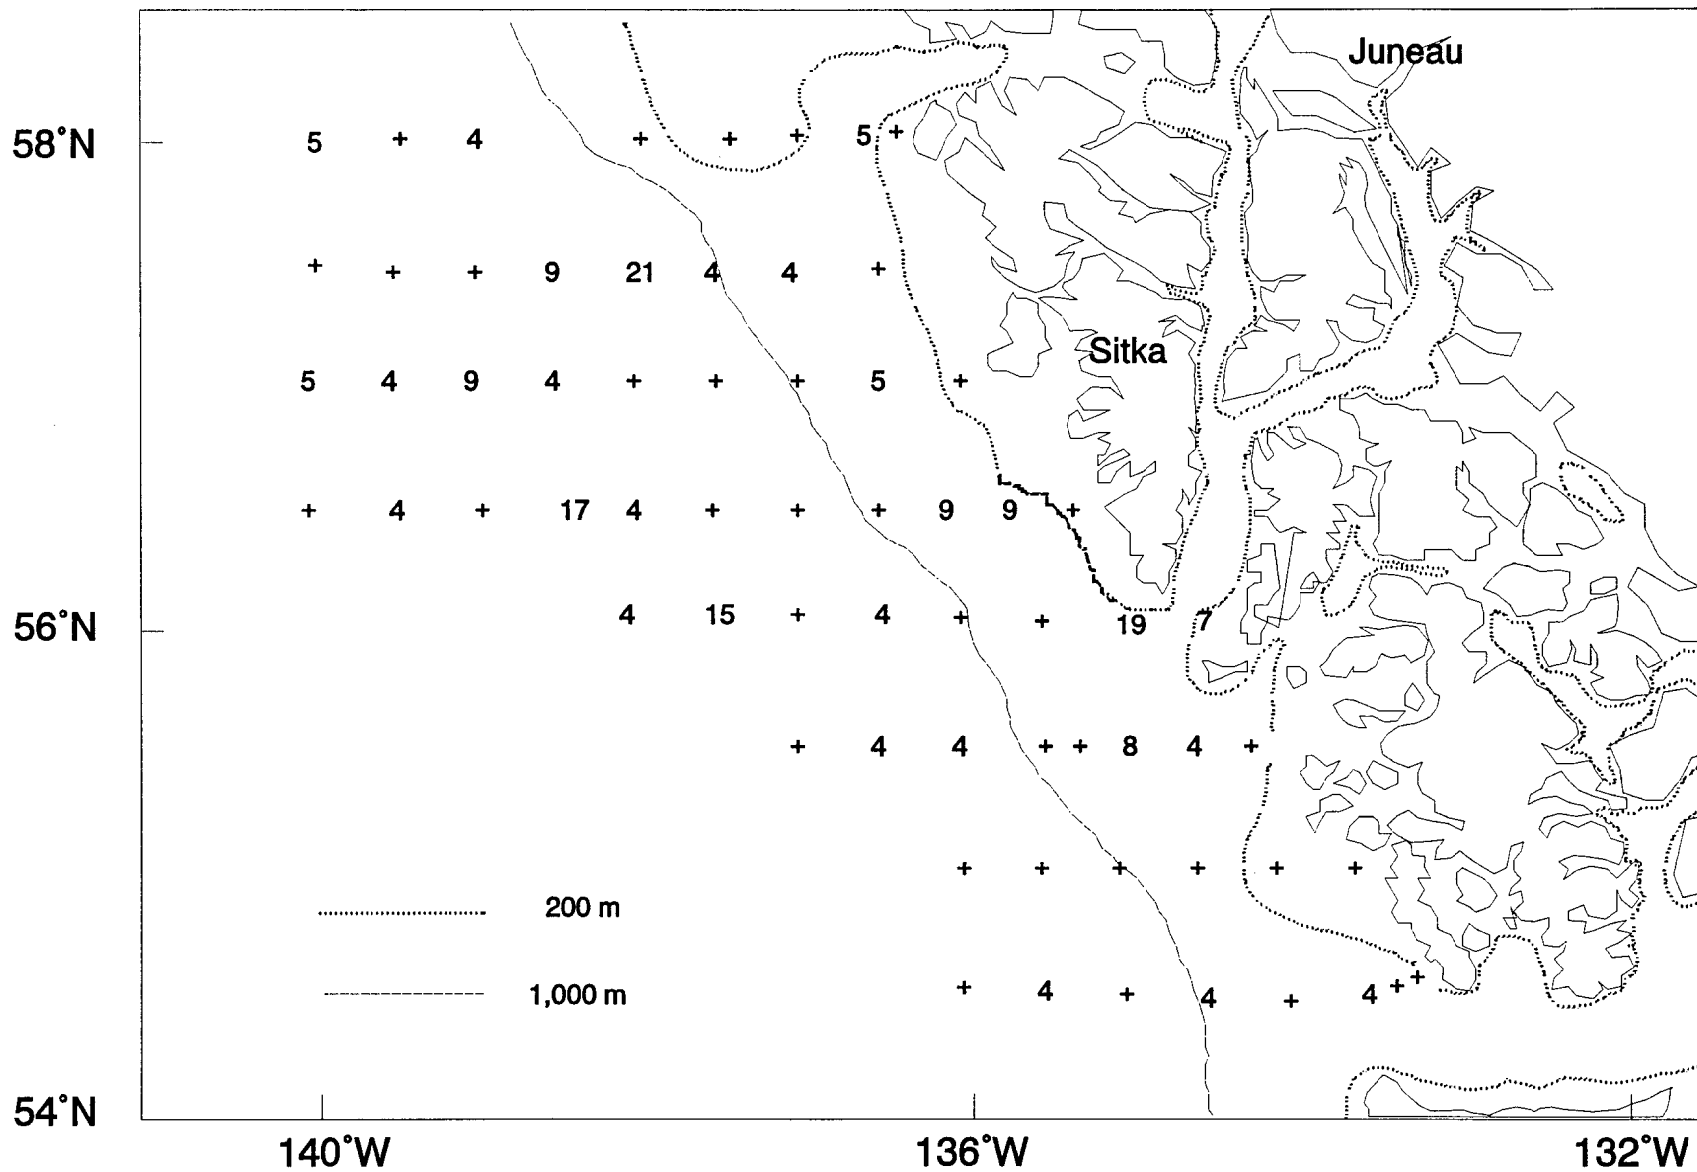 Juneau
58°N
5 + 4 + + + 5 +
+ + + 9 21 4 4 +
Sitka
5 4 9 4 + + + 5 +
+ 4 + 17 4 + + + 9 9 +
56°N
4 15 + 4 + + 19 7
+ 4 4 + + 8 4 +
+ + + + + +
200 m
+ 4 + 4 + 4 + +
1,000 m
54°N
140°W 136°W 132°W